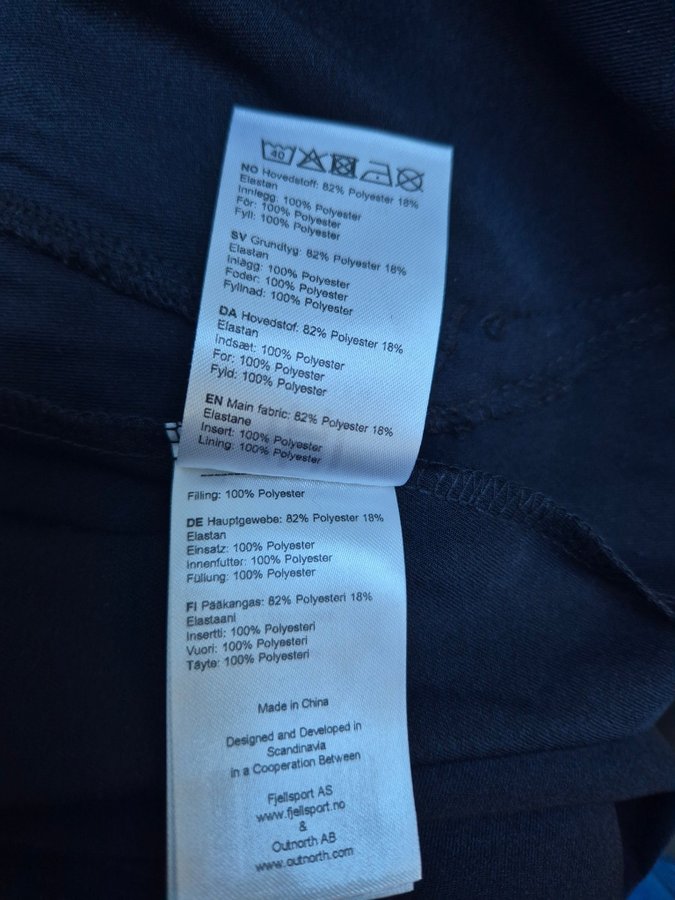 40
NO Hovedstoff: 82% Polyester 18%
Elastan
Innlegg: 100% Polyester
Fôr: 100% Polyester
Fyll: 100% Polyester
SV Grundtyg: 82% Polyester 18%
Elastan
Inlägg: 100% Polyester
Foder: 100% Polyester
Fyllnad: 100% Polyester
DA Hovedstof: 82% Polyester 18%
Elastan
Indsæt: 100% Polyester
For: 100% Polyester
Fyld: 100% Polyester
EN Main fabric: 82% Polyester 18%
Elastane
Insert: 100% Polyester
Lining: 100% Polyester
Filling: 100% Polyester
DE Hauptgewebe: 82% Polyester 18%
Elastan
Einsatz: 100% Polyester
Innenfutter: 100% Polyester
Füllung: 100% Polyester
FI Pääkangas: 82% Polyesteri 18%
Elastaani
Insertti: 100% Polyesteri
Vuori: 100% Polyesteri
Täyte: 100% Polyesteri
Made in China
Designed and Developed in
Scandinavia
in a Cooperation Between
Fjellsport AS
www.fjellsport.no
&
Outnorth AB
www.outnorth.com